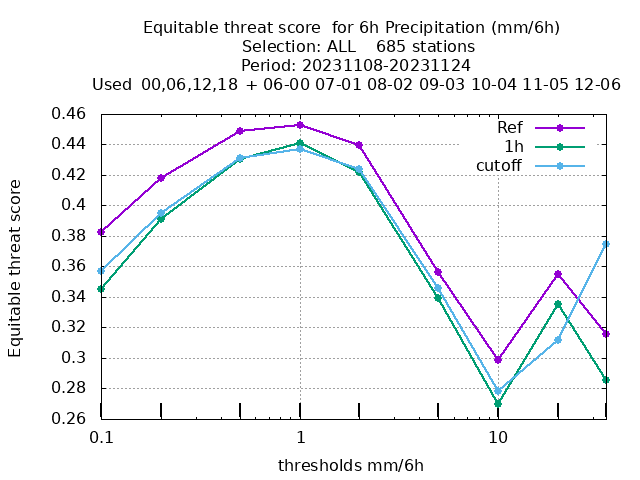 Equitable threat score  for 6h Precipitation (mm/6h)
Selection: ALL    685 stations
Period: 20231108-20231124
Used  00,06,12,18  + 06-00 07-01 08-02 09-03 10-04 11-05 12-06
Ref
1h
cutoff
0.46
0.44
0.42
0.4
0.38
0.36
0.34
0.32
0.3
0.28
0.26
Equitable threat score
0.1 1 10
thresholds mm/6h